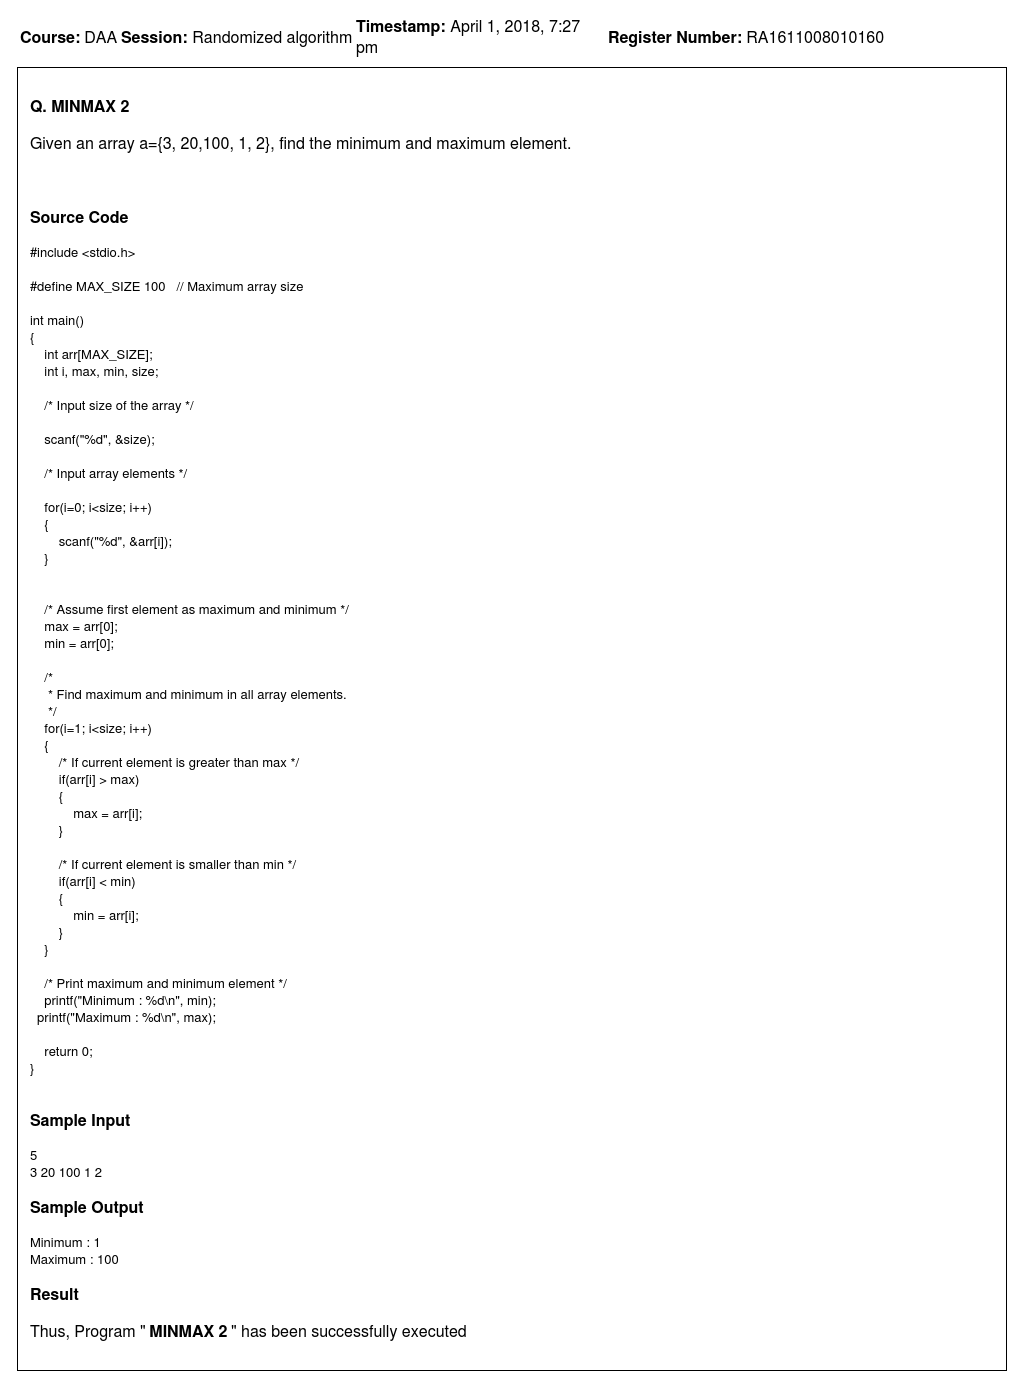 Course: DAA Session: Randomized algorithm Timestamp: April 1, 2018, 7:27 pm Register Number: RA1611008010160
Q. MINMAX 2
Given an array a={3, 20,100, 1, 2}, find the minimum and maximum element.
Source Code
#include <stdio.h>
#define MAX_SIZE 100   // Maximum array size
int main()
{
    int arr[MAX_SIZE];
    int i, max, min, size;
    /* Input size of the array */
    scanf("%d", &size);
    /* Input array elements */
    for(i=0; i<size; i++)
    {
        scanf("%d", &arr[i]);
    }
    /* Assume first element as maximum and minimum */
    max = arr[0];
    min = arr[0];
    /*
     * Find maximum and minimum in all array elements.
     */
    for(i=1; i<size; i++)
    {
        /* If current element is greater than max */
        if(arr[i] > max)
        {
            max = arr[i];
        }
        /* If current element is smaller than min */
        if(arr[i] < min)
        {
            min = arr[i];
        }
    }
    /* Print maximum and minimum element */
    printf("Minimum : %d\n", min);
  printf("Maximum : %d\n", max);
    return 0;
}
Sample Input
5
3 20 100 1 2
Sample Output
Minimum : 1
Maximum : 100
Result
Thus, Program " MINMAX 2 " has been successfully executed